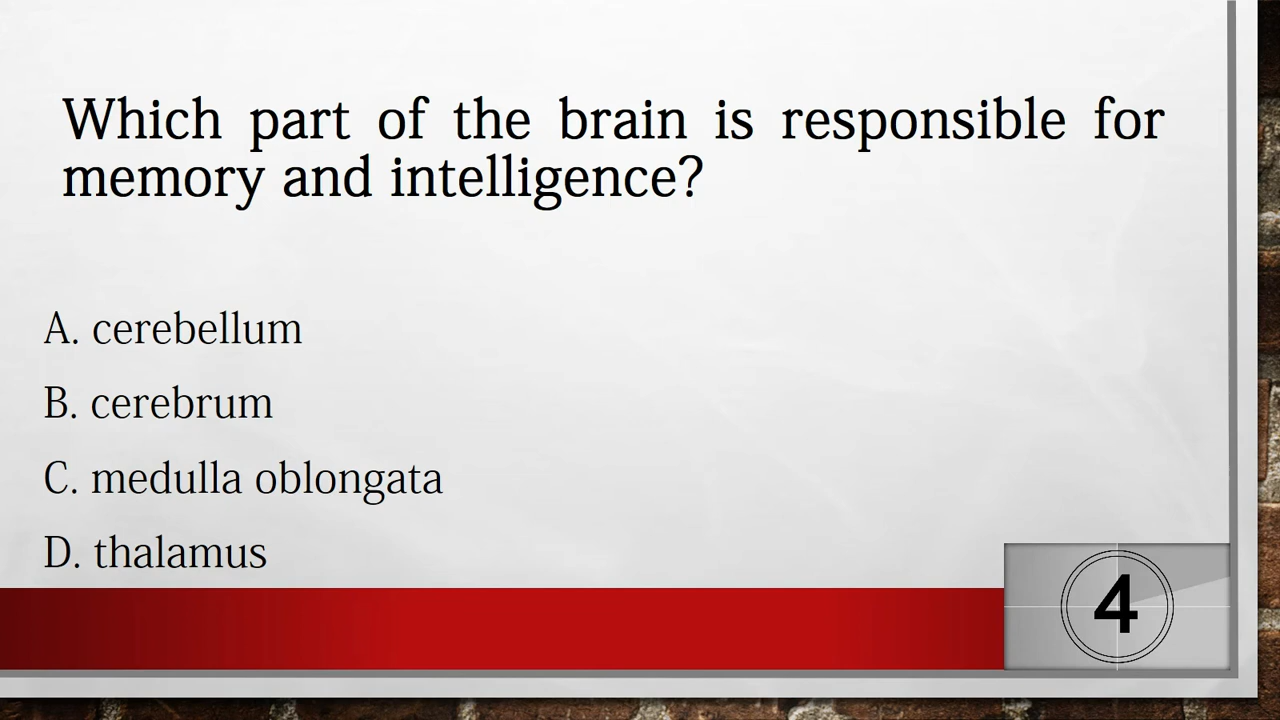 Which part of the brain is responsible for
memory and intelligence?
A. cerebellum
B. cerebrum
C. medulla oblongata
D. thalamus
4